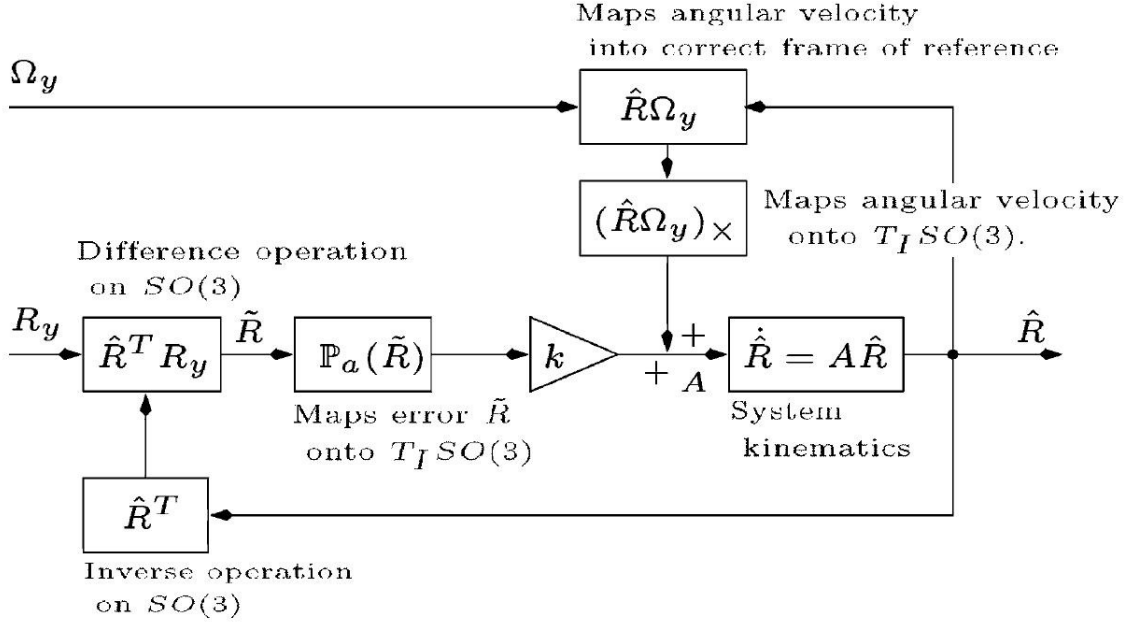 Maps angular velocity
into correct frame of reference
Ω_y
R̂Ω_y
(R̂Ω_y)_×
Maps angular velocity
onto T_I SO(3).
Difference operation
on SO(3)
R_y
R̂^T R_y
R̃
ℙ_a(R̃)
k
+
+
A
Ṙ̂ = AR̂
R̂
Maps error R̃
onto T_I SO(3)
System
kinematics
R̂^T
Inverse operation
on SO(3)